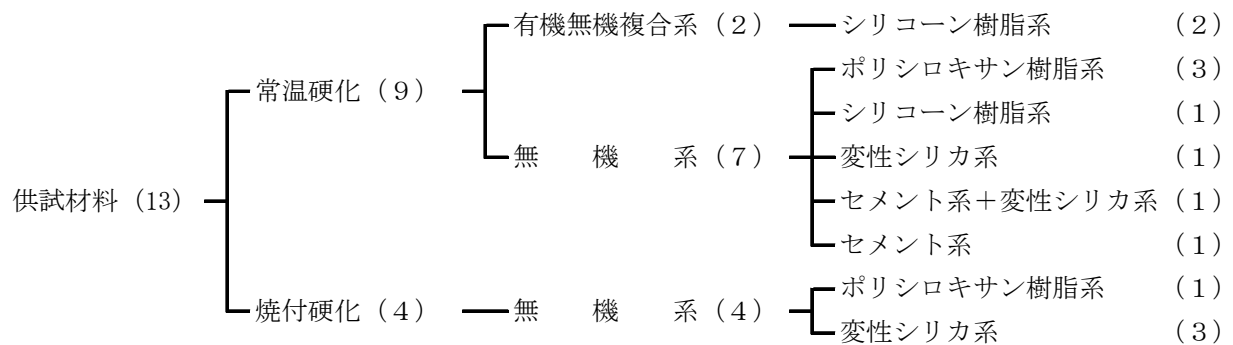 有機無機複合系（２） シリコーン樹脂系 （２）
ポリシロキサン樹脂系 （３）
常温硬化（９）
シリコーン樹脂系 （１）
無 機 系（７） 変性シリカ系 （１）
供試材料（13） セメント系＋変性シリカ系（１）
セメント系 （１）
ポリシロキサン樹脂系 （１）
焼付硬化（４） 無 機 系（４）
変性シリカ系 （３）